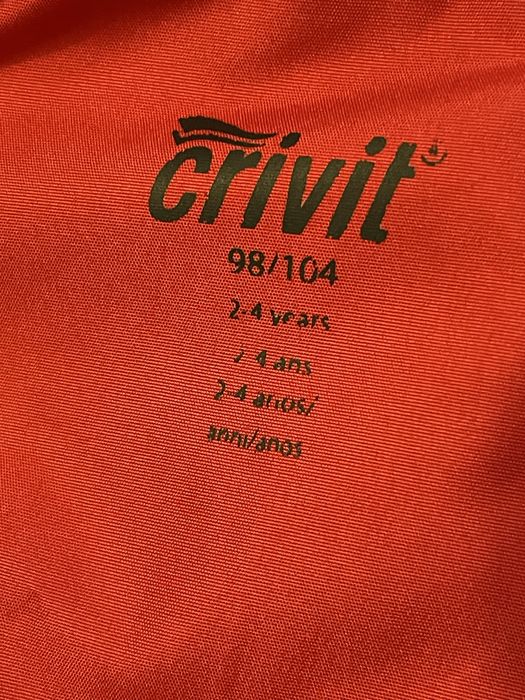 crivit
98/104
2-4 years
2-4 ans
2-4 años/
anni/anos